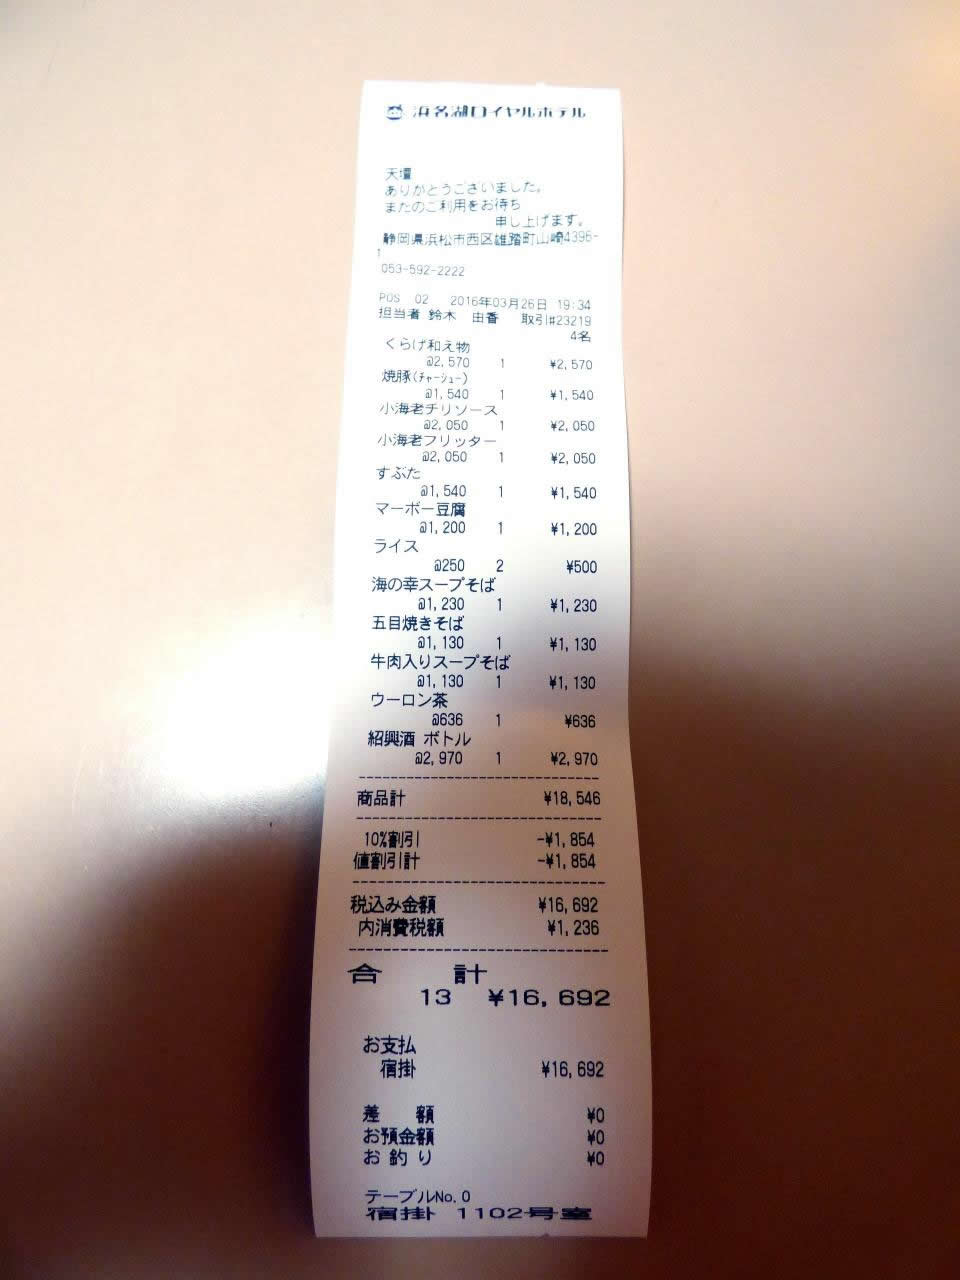 浜名湖ロイヤルホテル
天壇
ありがとうございました。
またのご利用をお待ち
申し上げます。
静岡県浜松市西区雄踏町山崎4396-
1
053-592-2222
POS 02 2016年03月26日 19:34
担当者 鈴木 由香 取引#23219
4名
くらげ和え物
@2,570 1 ¥2,570
焼豚(チャーシュー)
@1,540 1 ¥1,540
小海老チリソース
@2,050 1 ¥2,050
小海老フリッター
@2,050 1 ¥2,050
すぶた
@1,540 1 ¥1,540
マーボー豆腐
@1,200 1 ¥1,200
ライス
@250 2 ¥500
海の幸スープそば
@1,230 1 ¥1,230
五目焼きそば
@1,130 1 ¥1,130
牛肉入りスープそば
@1,130 1 ¥1,130
ウーロン茶
@636 1 ¥636
紹興酒 ボトル
@2,970 1 ¥2,970
商品計 ¥18,546
10%割引 -¥1,854
値割引計 -¥1,854
税込み金額 ¥16,692
内消費税額 ¥1,236
合 計
13 ¥16,692
お支払
宿掛 ¥16,692
差 額 ¥0
お預金額 ¥0
お釣り ¥0
テーブルNo.0
宿掛 1102号室